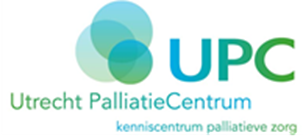 UPC
Utrecht PalliatieCentrum
kenniscentrum palliatieve zorg